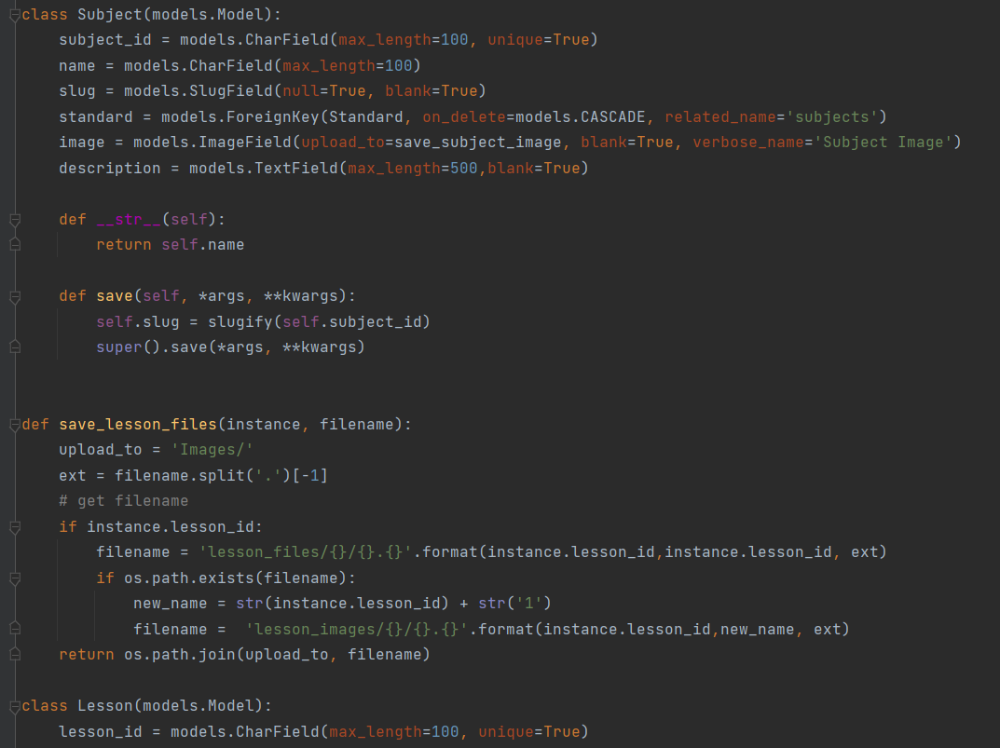 class Subject(models.Model):
    subject_id = models.CharField(max_length=100, unique=True)
    name = models.CharField(max_length=100)
    slug = models.SlugField(null=True, blank=True)
    standard = models.ForeignKey(Standard, on_delete=models.CASCADE, related_name='subjects')
    image = models.ImageField(upload_to=save_subject_image, blank=True, verbose_name='Subject Image')
    description = models.TextField(max_length=500,blank=True)

    def __str__(self):
        return self.name

    def save(self, *args, **kwargs):
        self.slug = slugify(self.subject_id)
        super().save(*args, **kwargs)


def save_lesson_files(instance, filename):
    upload_to = 'Images/'
    ext = filename.split('.')[-1]
    # get filename
    if instance.lesson_id:
        filename = 'lesson_files/{}/{}.{}'.format(instance.lesson_id,instance.lesson_id, ext)
        if os.path.exists(filename):
            new_name = str(instance.lesson_id) + str('1')
            filename =  'lesson_images/{}/{}.{}'.format(instance.lesson_id,new_name, ext)
    return os.path.join(upload_to, filename)

class Lesson(models.Model):
    lesson_id = models.CharField(max_length=100, unique=True)